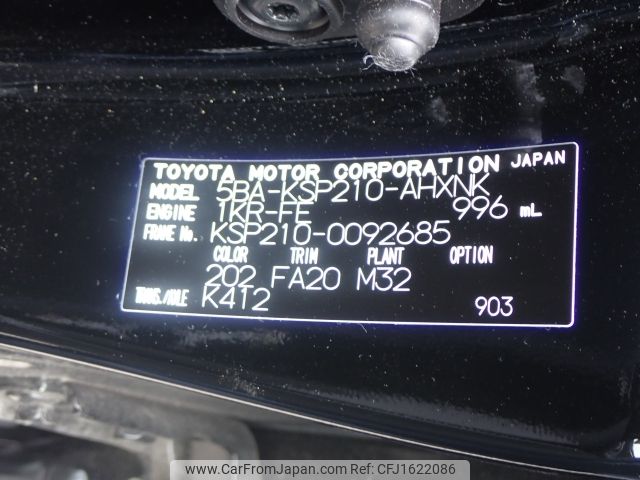 TOYOTA MOTOR CORPORATION JAPAN
MODEL 5BA-KSP210-AHXNK
ENGINE 1KR-FE 996 mL
FRAME No. KSP210-0092685
COLOR TRIM PLANT OPTION
202 FA20 M32
TRANS./AXLE K412 903
www.CarFromJapan.com | Ref No. CFJ1622086